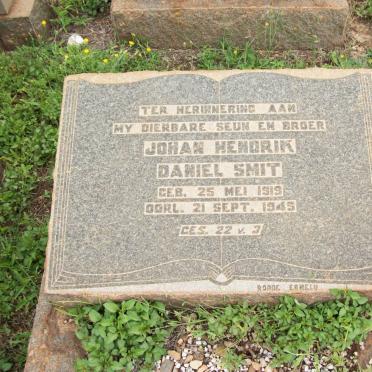 TER HERINNERING AAN
MY DIERBARE SEUN EN BROER
JOHAN HENDRIK
DANIEL SMIT
GEB. 25 MEI 1919
OORL. 21 SEPT. 1945
GES. 22 v. 3
ERMELO